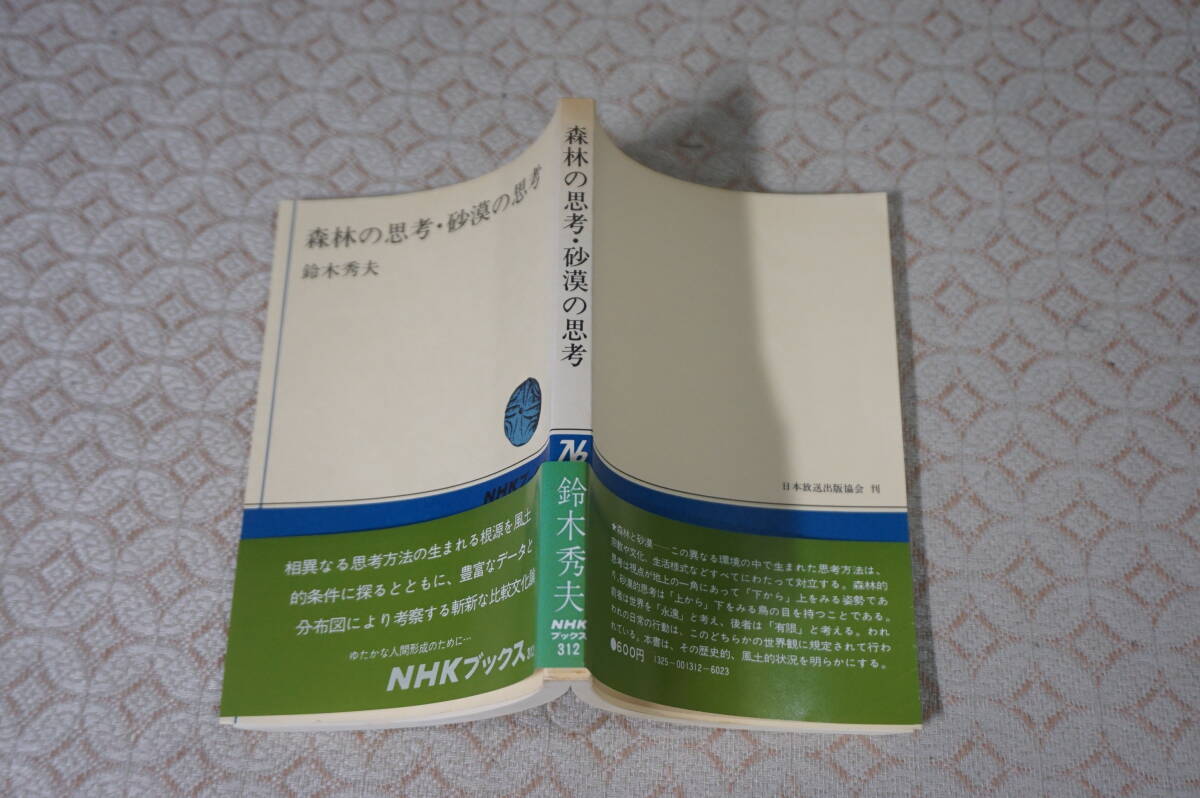 森林の思考・砂漠の思考
鈴木秀夫
NHKブ
相異なる思考方法の生まれる根源を風土
的条件に探るとともに、豊富なデータと
分布図により考察する斬新な比較文化論
ゆたかな人間形成のために…
NHKブックス312
森林の思考・砂漠の思考
鈴木秀夫
NHK
ブックス
312
日本放送出版協会 刊
★森林と砂漠――この異なる環境の中で生まれた思考方法は、
宗教や文化、生活様式などすべてにわたって対立する。森林的
思考は視点が地上の一角にあって「下から」上をみる姿勢であ
り、砂漠的思考は「上から」下をみる鳥の目を持つことである。
前者は世界を「永遠」と考え、後者は「有限」と考える。われ
われの日常の行動は、このどちらかの世界観に規定されて行わ
れている。本書は、その歴史的、風土的状況を明らかにする。
●600円 1325-001312-6023